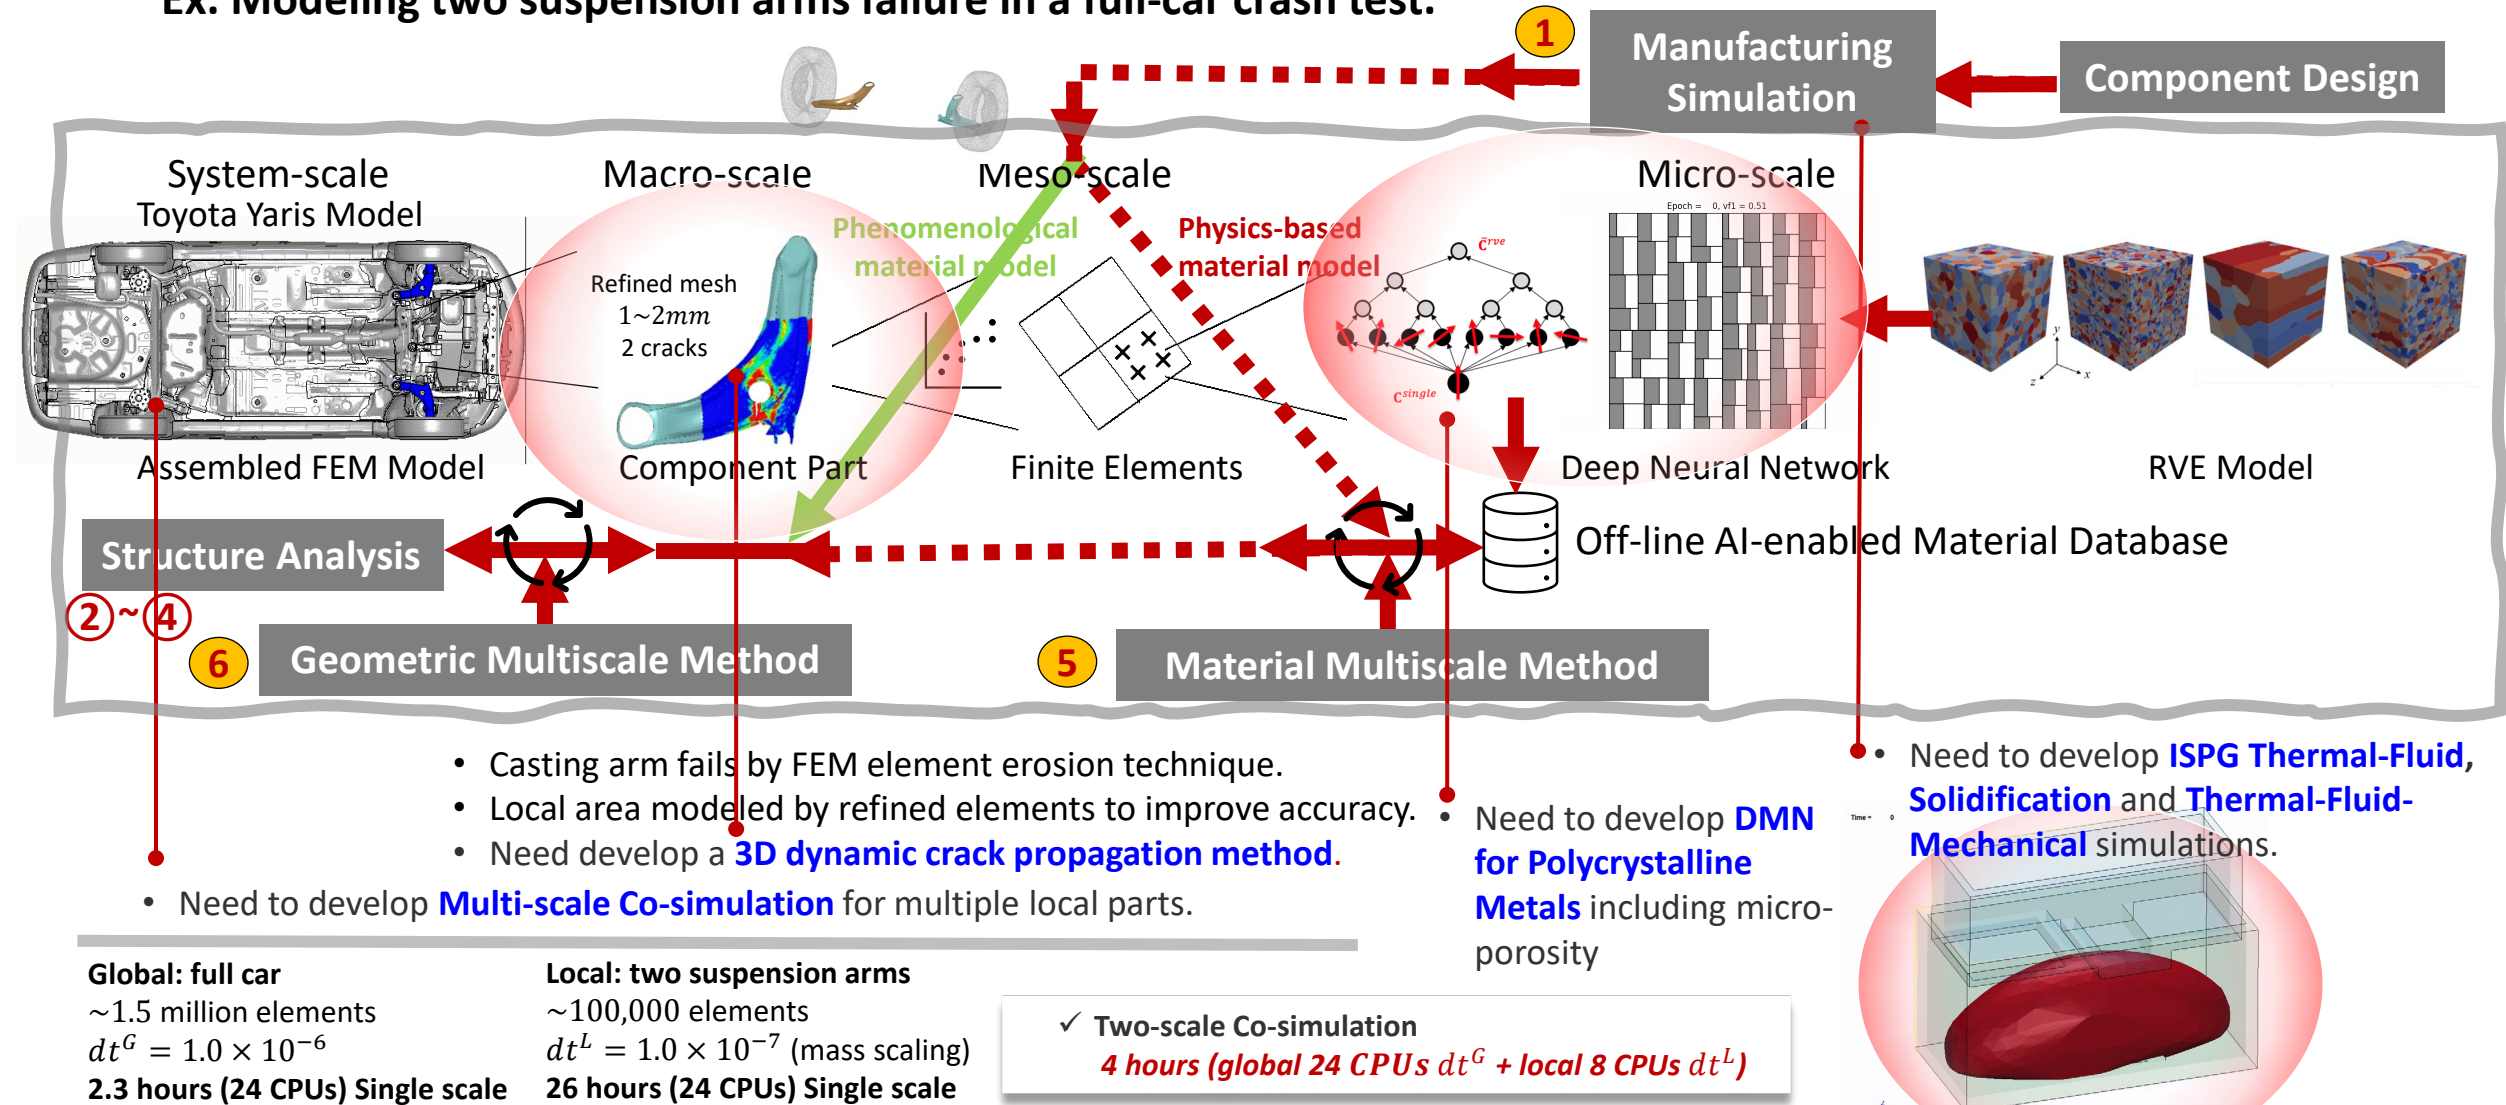 Ex: Modeling two suspension arms failure in a full-car crash test.
1
Manufacturing
Simulation
Component Design
System-scale
Toyota Yaris Model
Macro-scale
Meso-scale
Micro-scale
Epoch = 0, vf1 = 0.51
Phenomenological
material model
Physics-based
material model
Refined mesh
1~2mm
2 cracks
C̄^rve
C^single
y
z
x
Assembled FEM Model
Component Part
Finite Elements
Deep Neural Network
RVE Model
Structure Analysis
Off-line AI-enabled Material Database
②~④
6
Geometric Multiscale Method
5
Material Multiscale Method
• Casting arm fails by FEM element erosion technique.
• Local area modeled by refined elements to improve accuracy.
• Need develop a 3D dynamic crack propagation method.
• Need to develop Multi-scale Co-simulation for multiple local parts.
• Need to develop DMN
for Polycrystalline
Metals including micro-
porosity
• Need to develop ISPG Thermal-Fluid,
Solidification and Thermal-Fluid-
Mechanical simulations.
Time = 0
Global: full car
~1.5 million elements
dt^G = 1.0 × 10^−6
2.3 hours (24 CPUs) Single scale
Local: two suspension arms
~100,000 elements
dt^L = 1.0 × 10^−7 (mass scaling)
26 hours (24 CPUs) Single scale
✓ Two-scale Co-simulation
4 hours (global 24 CPUs dt^G + local 8 CPUs dt^L)